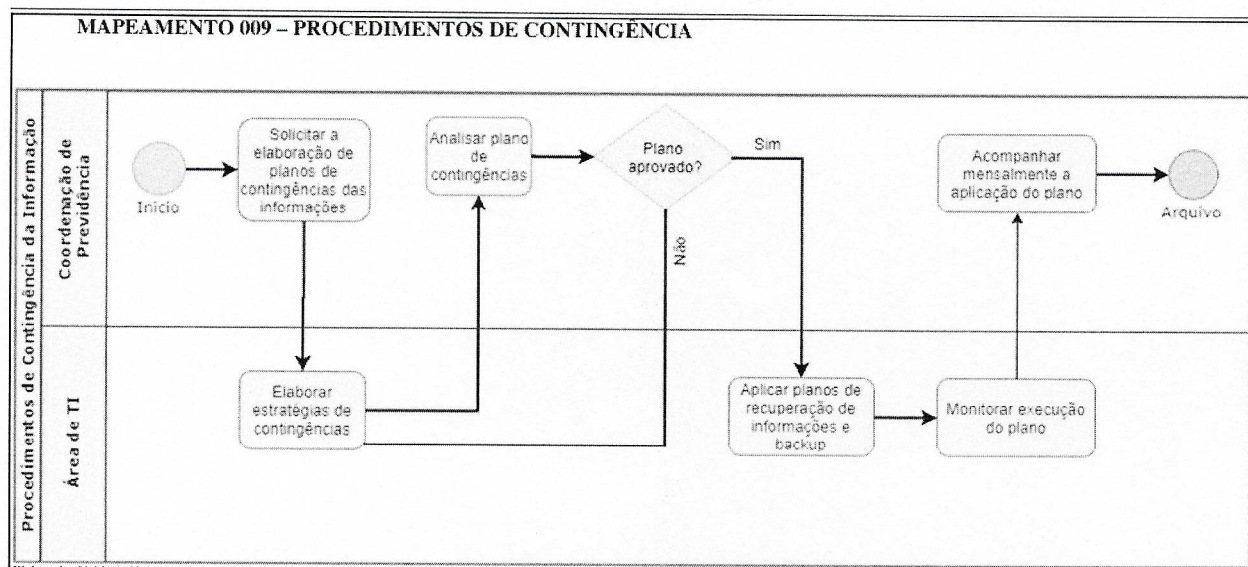 MAPEAMENTO 009 – PROCEDIMENTOS DE CONTINGÊNCIA
Procedimentos de Contingência da Informação
Coordenação de
Previdência
Início
Solicitar a
elaboração de
planos de
contingências das
informações
Analisar plano
de
contingências
Plano
aprovado?
Sim
Não
Acompanhar
mensalmente a
aplicação do plano
Arquivo
Área de TI
Elaborar
estratégias de
contingências
Aplicar planos de
recuperação de
informações e
backup
Monitorar execução
do plano